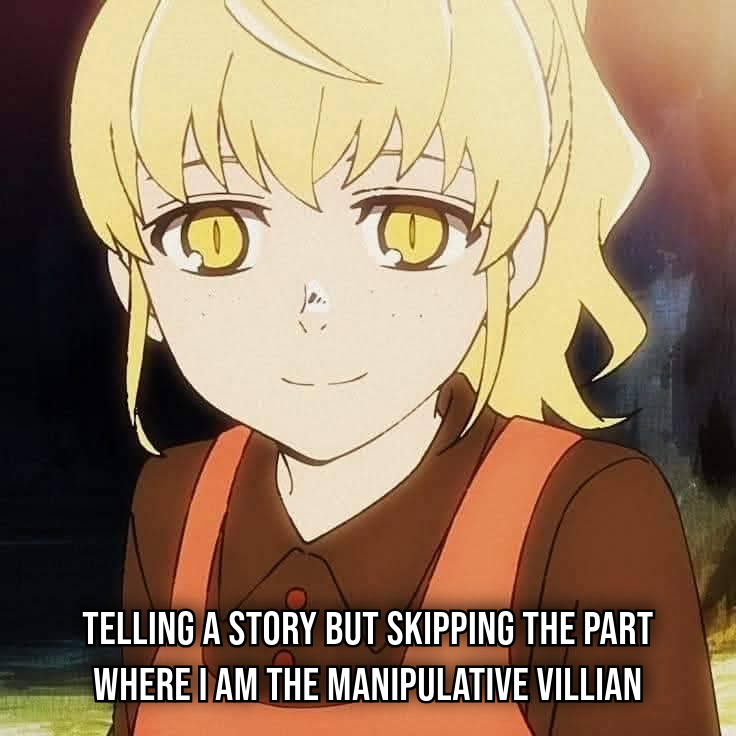 TELLING A STORY BUT SKIPPING THE PART
WHERE I AM THE MANIPULATIVE VILLIAN